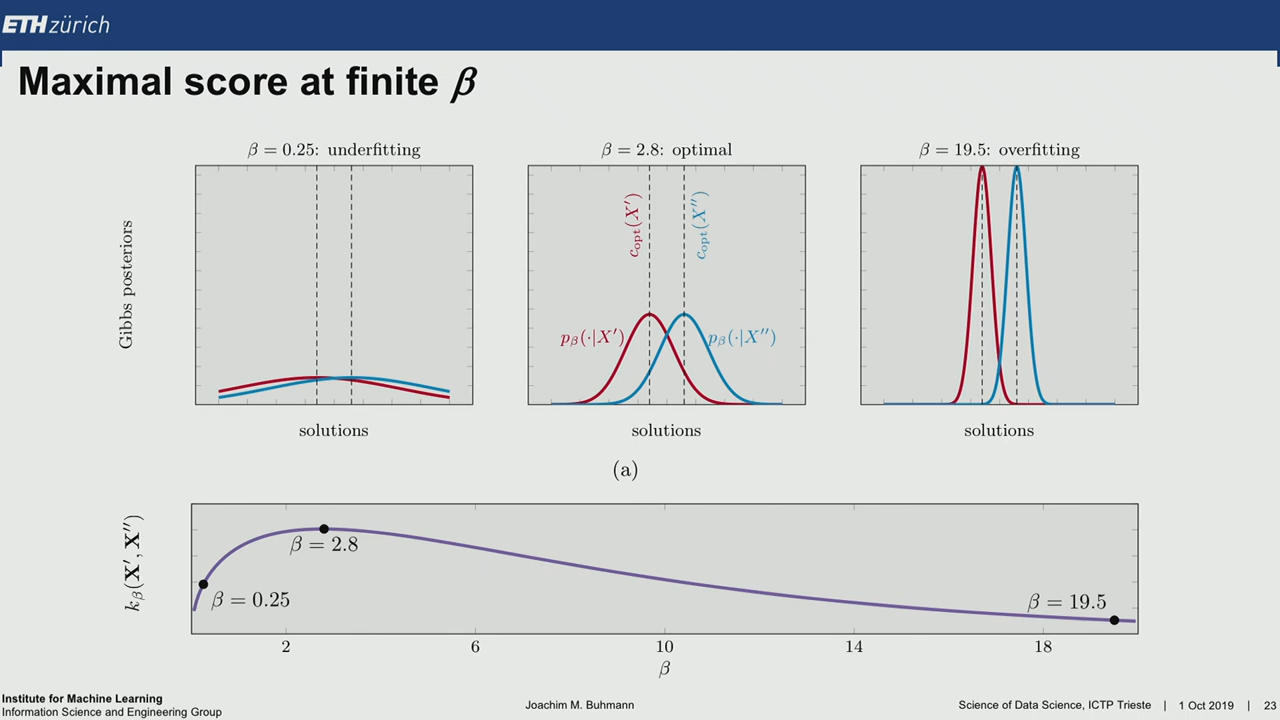 ETH zürich
Maximal score at finite β
β = 0.25: underfitting
β = 2.8: optimal
β = 19.5: overfitting
Gibbs posteriors
c_opt(X′)
c_opt(X″)
p_β(·|X′)
p_β(·|X″)
solutions
solutions
solutions
(a)
k_β(X′, X″)
β = 0.25
β = 2.8
β = 19.5
2 6 10 14 18
β
Institute for Machine Learning
Information Science and Engineering Group
Joachim M. Buhmann
Science of Data Science, ICTP Trieste | 1 Oct 2019 | 23